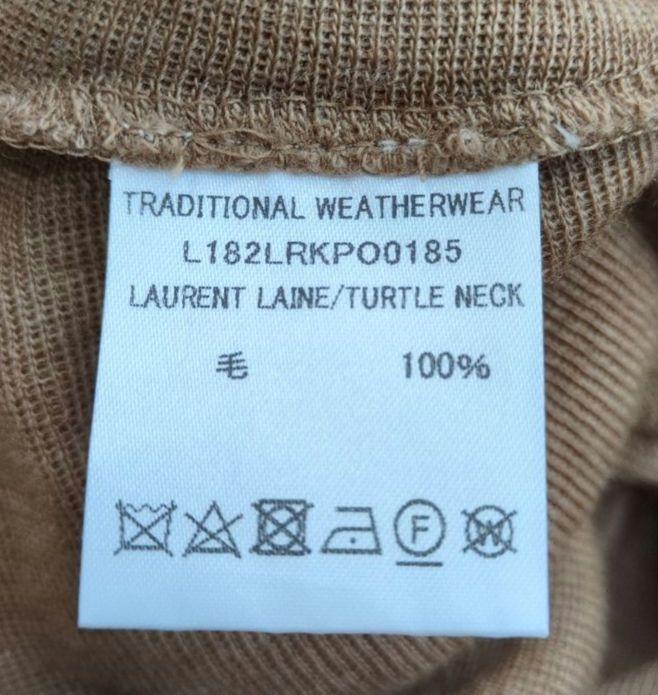 TRADITIONAL WEATHERWEAR
L182LRKPO0185
LAURENT LAINE/TURTLE NECK
毛 100%
F W